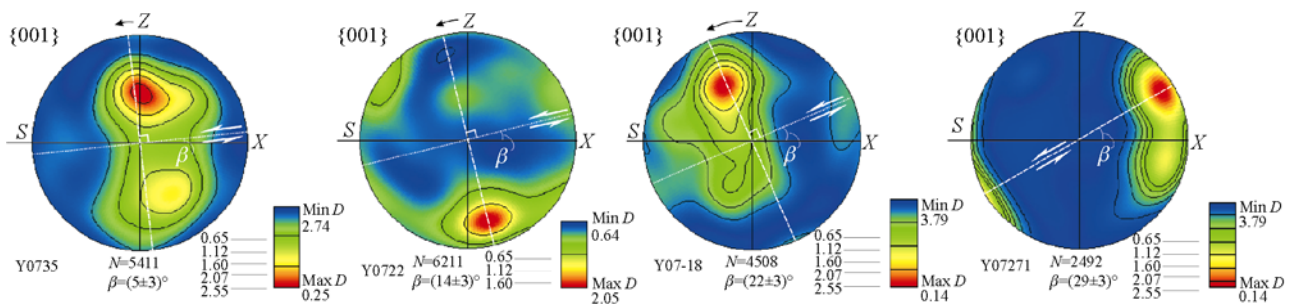 {001}
Z
S
X
β
Y0735
N=5411
β=(5±3)°
0.65
1.12
1.60
2.07
2.55
Min D
2.74
Max D
0.25
{001}
Z
S
X
β
Y0722
N=6211
β=(14±3)°
0.65
1.12
1.60
Min D
0.64
Max D
2.05
{001}
Z
S
X
β
Y07-18
N=4508
β=(22±3)°
0.65
1.12
1.60
2.07
2.55
Min D
3.79
Max D
0.14
{001}
Z
S
X
β
Y07271
N=2492
β=(29±3)°
0.65
1.12
1.60
2.07
2.55
Min D
3.79
Max D
0.14